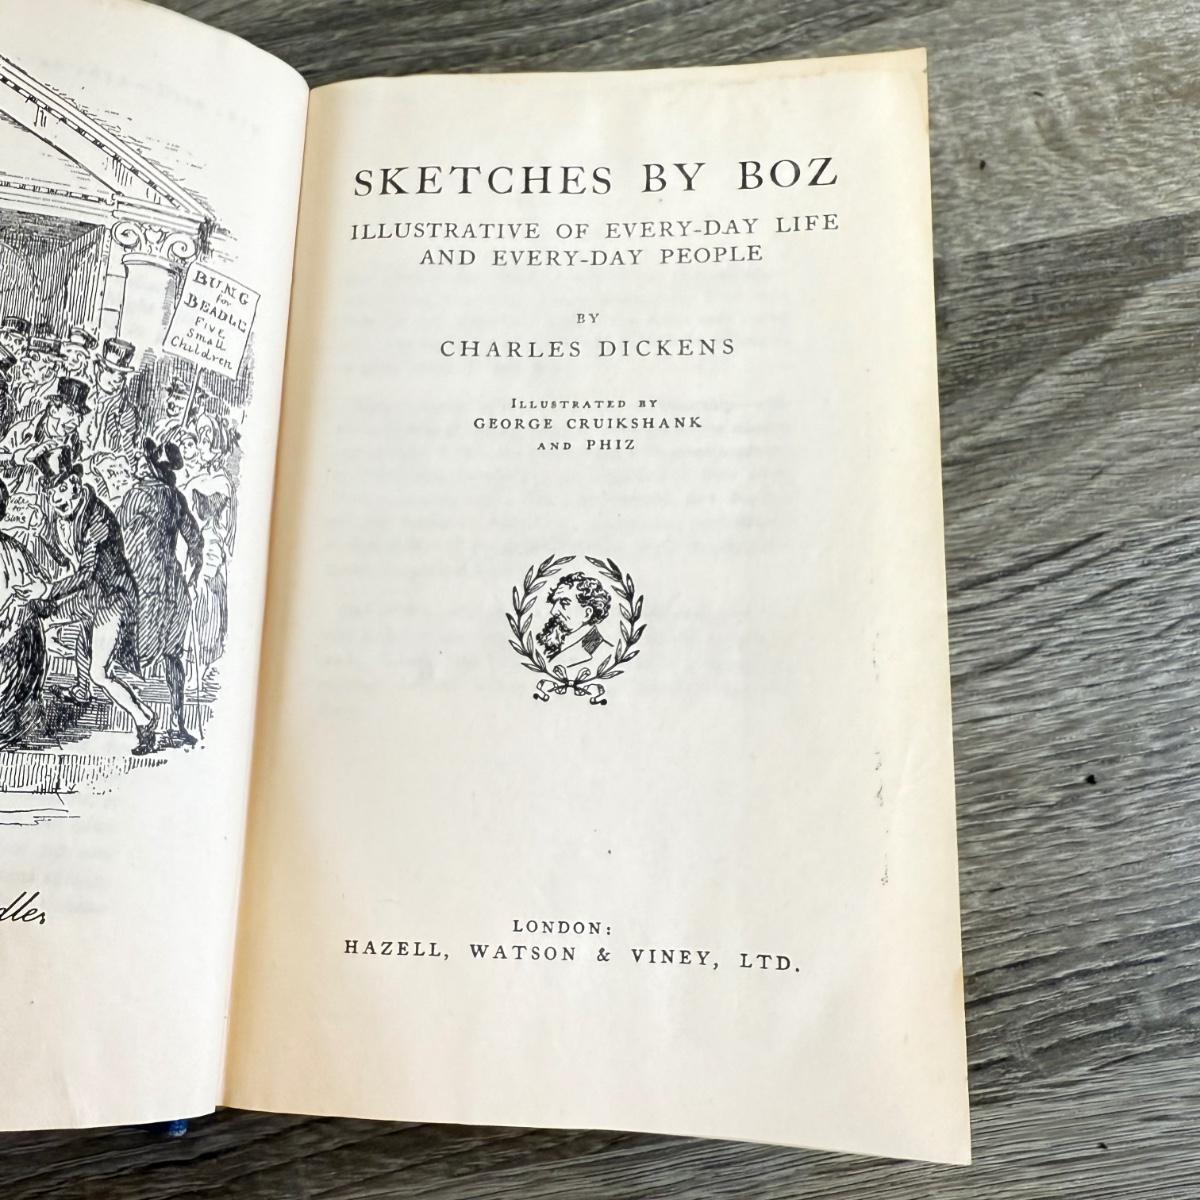 BUNG
for
BEADLE
FIVE
Small
Children
SKETCHES BY BOZ
ILLUSTRATIVE OF EVERY-DAY LIFE
AND EVERY-DAY PEOPLE
BY
CHARLES DICKENS
ILLUSTRATED BY
GEORGE CRUIKSHANK
AND PHIZ
LONDON:
HAZELL, WATSON & VINEY, LTD.